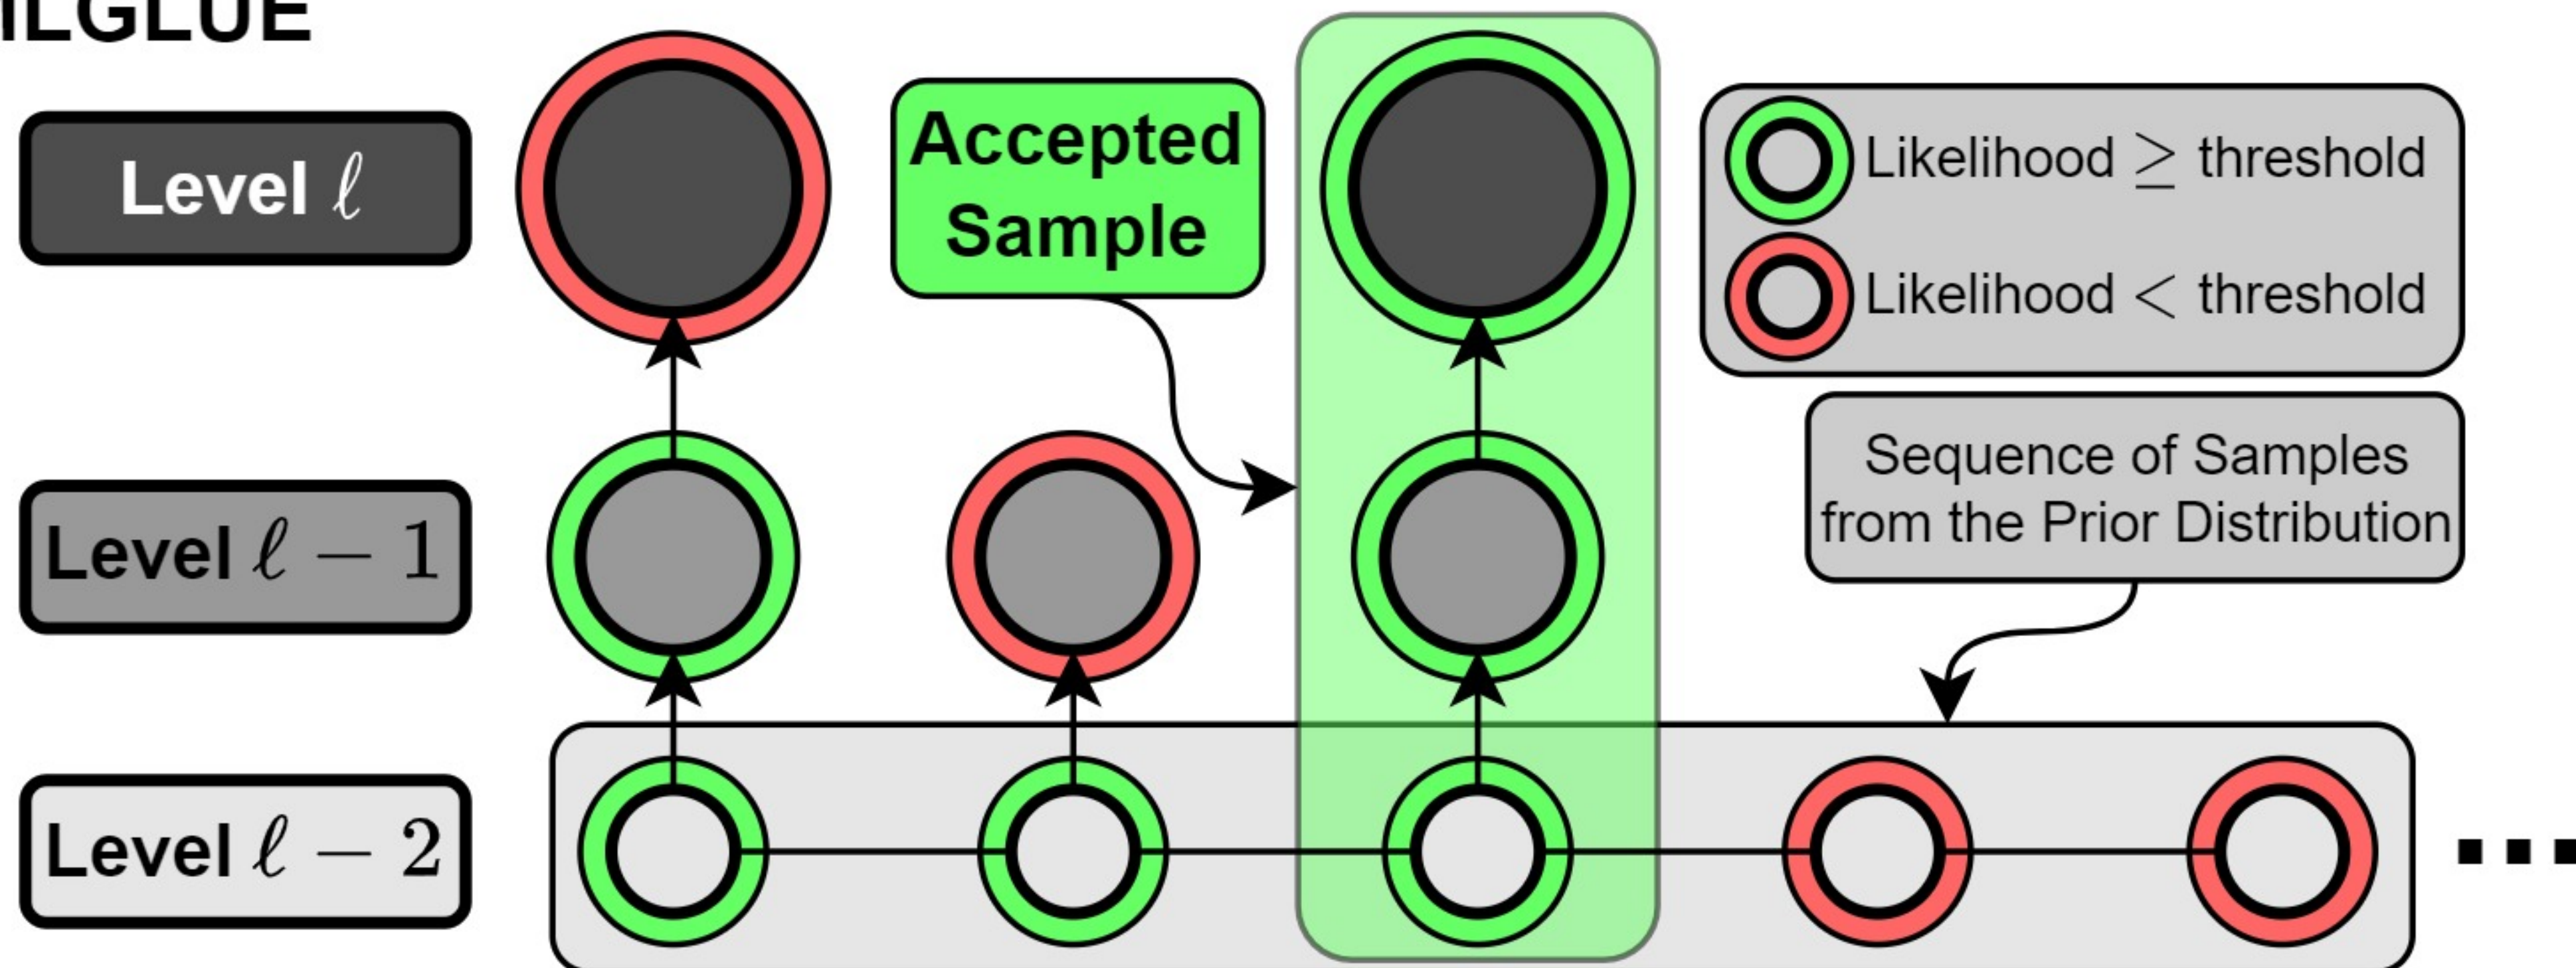 Level ℓ
Accepted
Sample
Likelihood ≥ threshold
Likelihood < threshold
Level ℓ − 1
Sequence of Samples
from the Prior Distribution
Level ℓ − 2
...